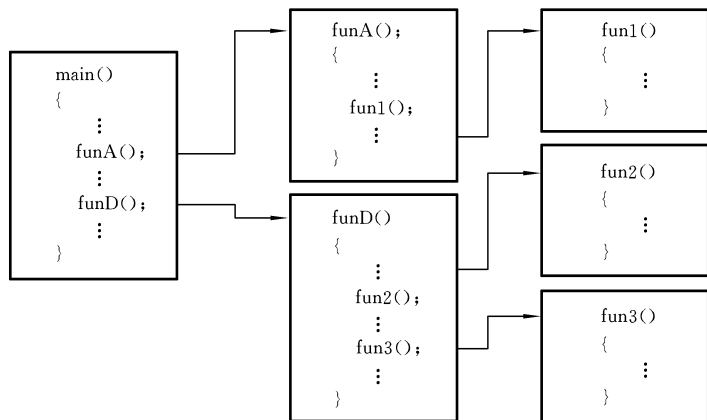 main()
{
⋮
funA();
⋮
funD();
⋮
}
funA();
{
⋮
fun1();
⋮
}
funD()
{
⋮
fun2();
⋮
fun3();
⋮
}
fun1()
{
⋮
}
fun2()
{
⋮
}
fun3()
{
⋮
}